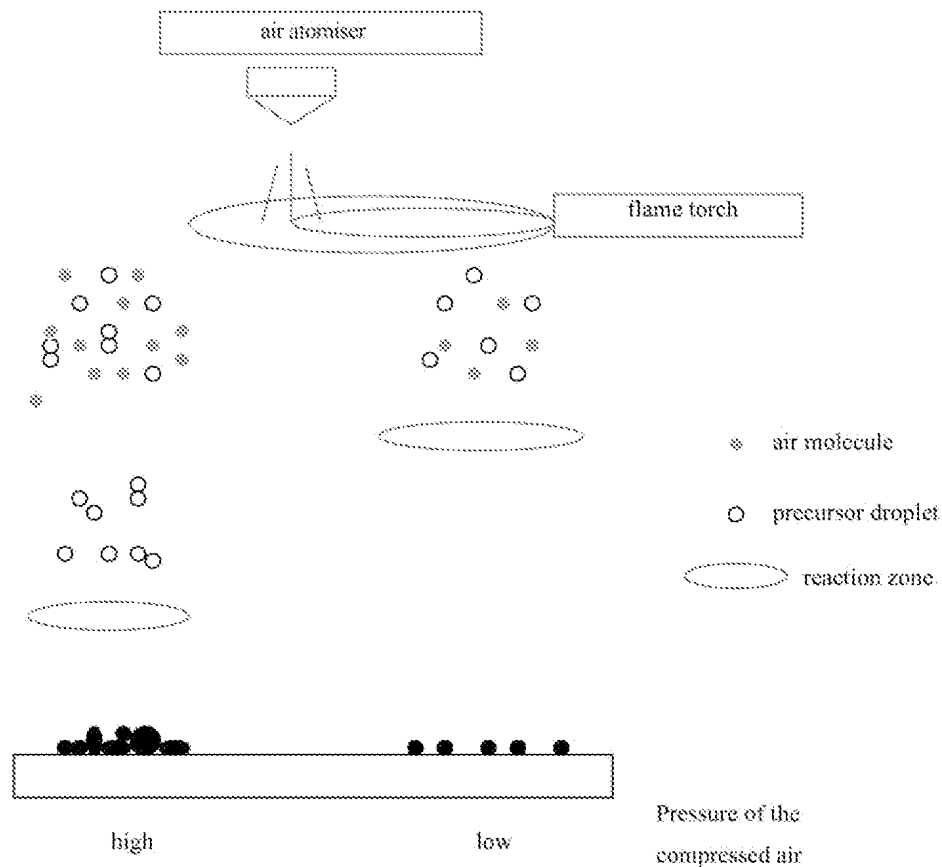 air atomiser
flame torch
air molecule
precursor droplet
reaction zone
high
low
Pressure of the
compressed air